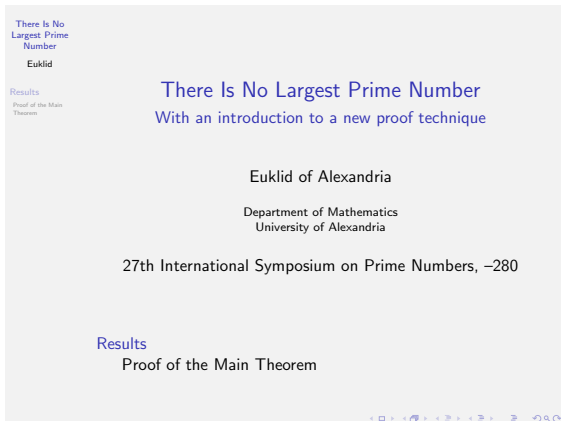 There Is No
Largest Prime
Number
Euklid
Results
Proof of the Main
Theorem
There Is No Largest Prime Number
With an introduction to a new proof technique
Euklid of Alexandria
Department of Mathematics
University of Alexandria
27th International Symposium on Prime Numbers, –280
Results
Proof of the Main Theorem